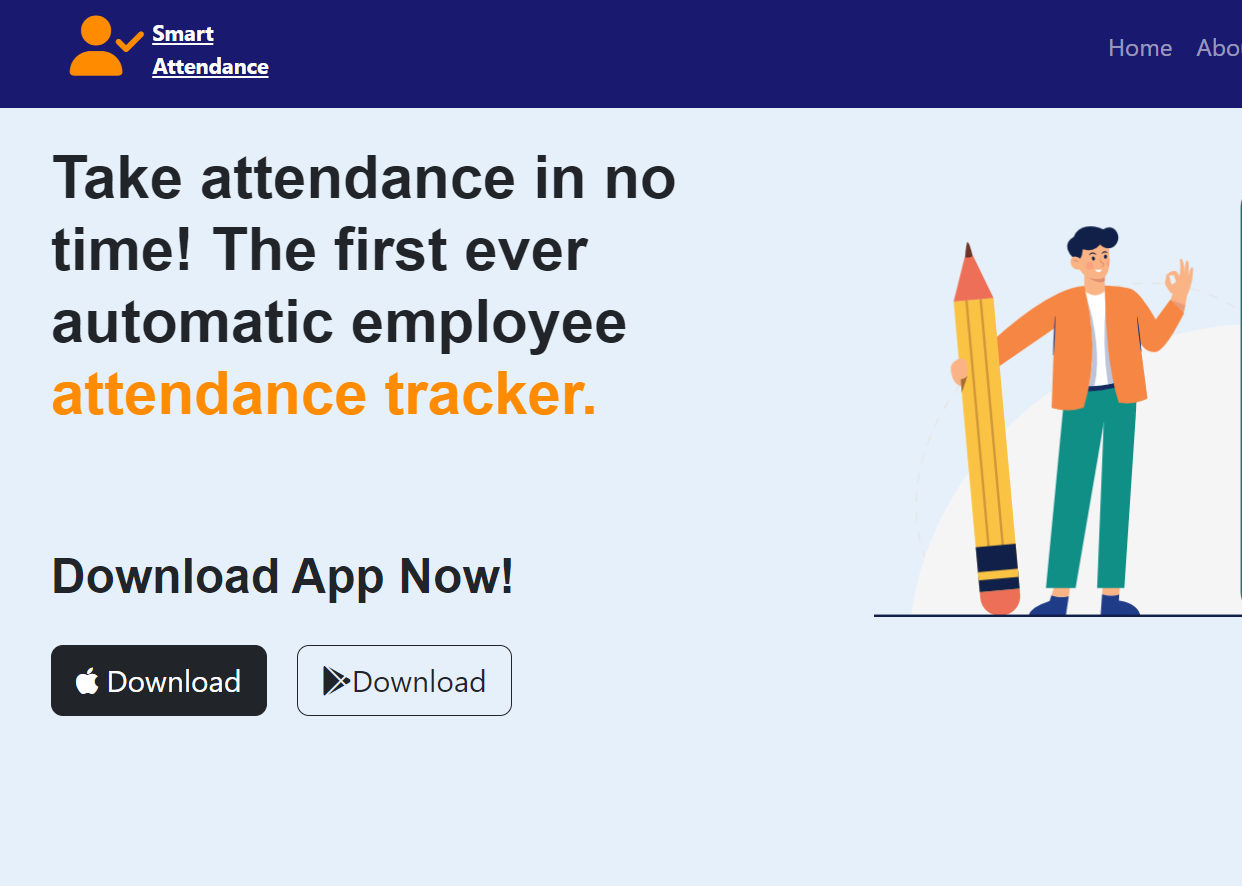 Smart
Attendance
Home Abo
Take attendance in no
time! The first ever
automatic employee
attendance tracker.
Download App Now!
Download Download